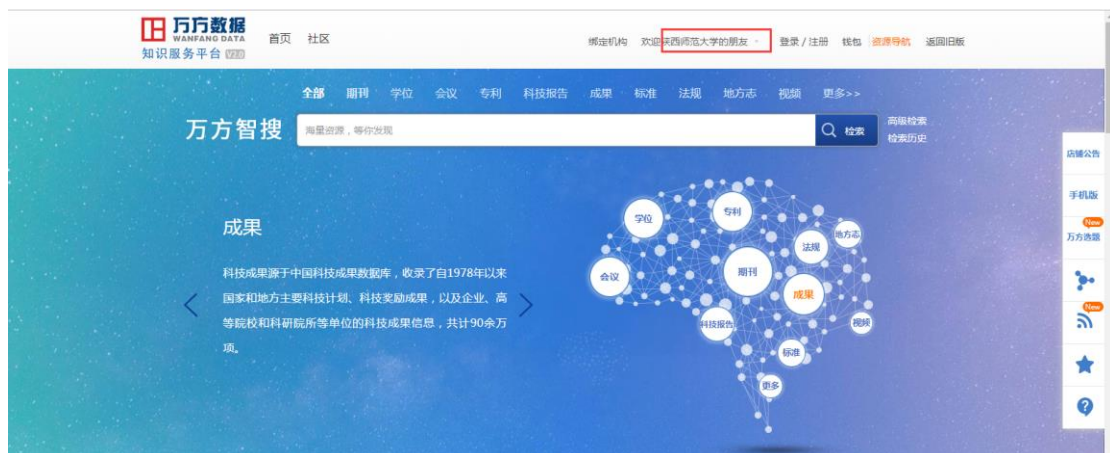 万方数据
WANFANG DATA
知识服务平台 V2.0
首页 社区
绑定机构 欢迎陕西师范大学的朋友 登录 / 注册 钱包 资源导航 返回旧版
全部 期刊 学位 会议 专利 科技报告 成果 标准 法规 地方志 视频 更多>>
万方智搜
海量资源，等你发现
检索
高级检索
检索历史
成果
科技成果源于中国科技成果数据库，收录了自1978年以来
国家和地方主要科技计划、科技奖励成果，以及企业、高
等院校和科研院所等单位的科技成果信息，共计90余万
项。
学位
专利
地方志
法规
会议
期刊
成果
科技报告
视频
标准
更多
店铺公告
手机版
New
万方选题
New